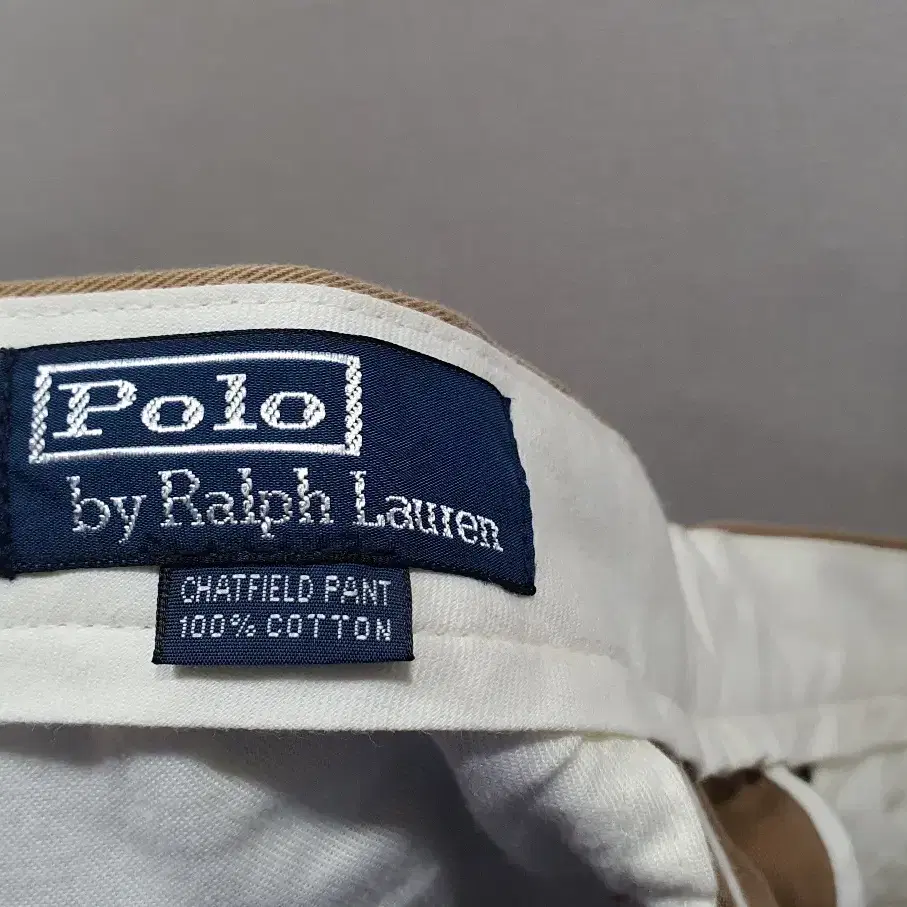 Polo
by Ralph Lauren
CHATFIELD PANT
100% COTTON